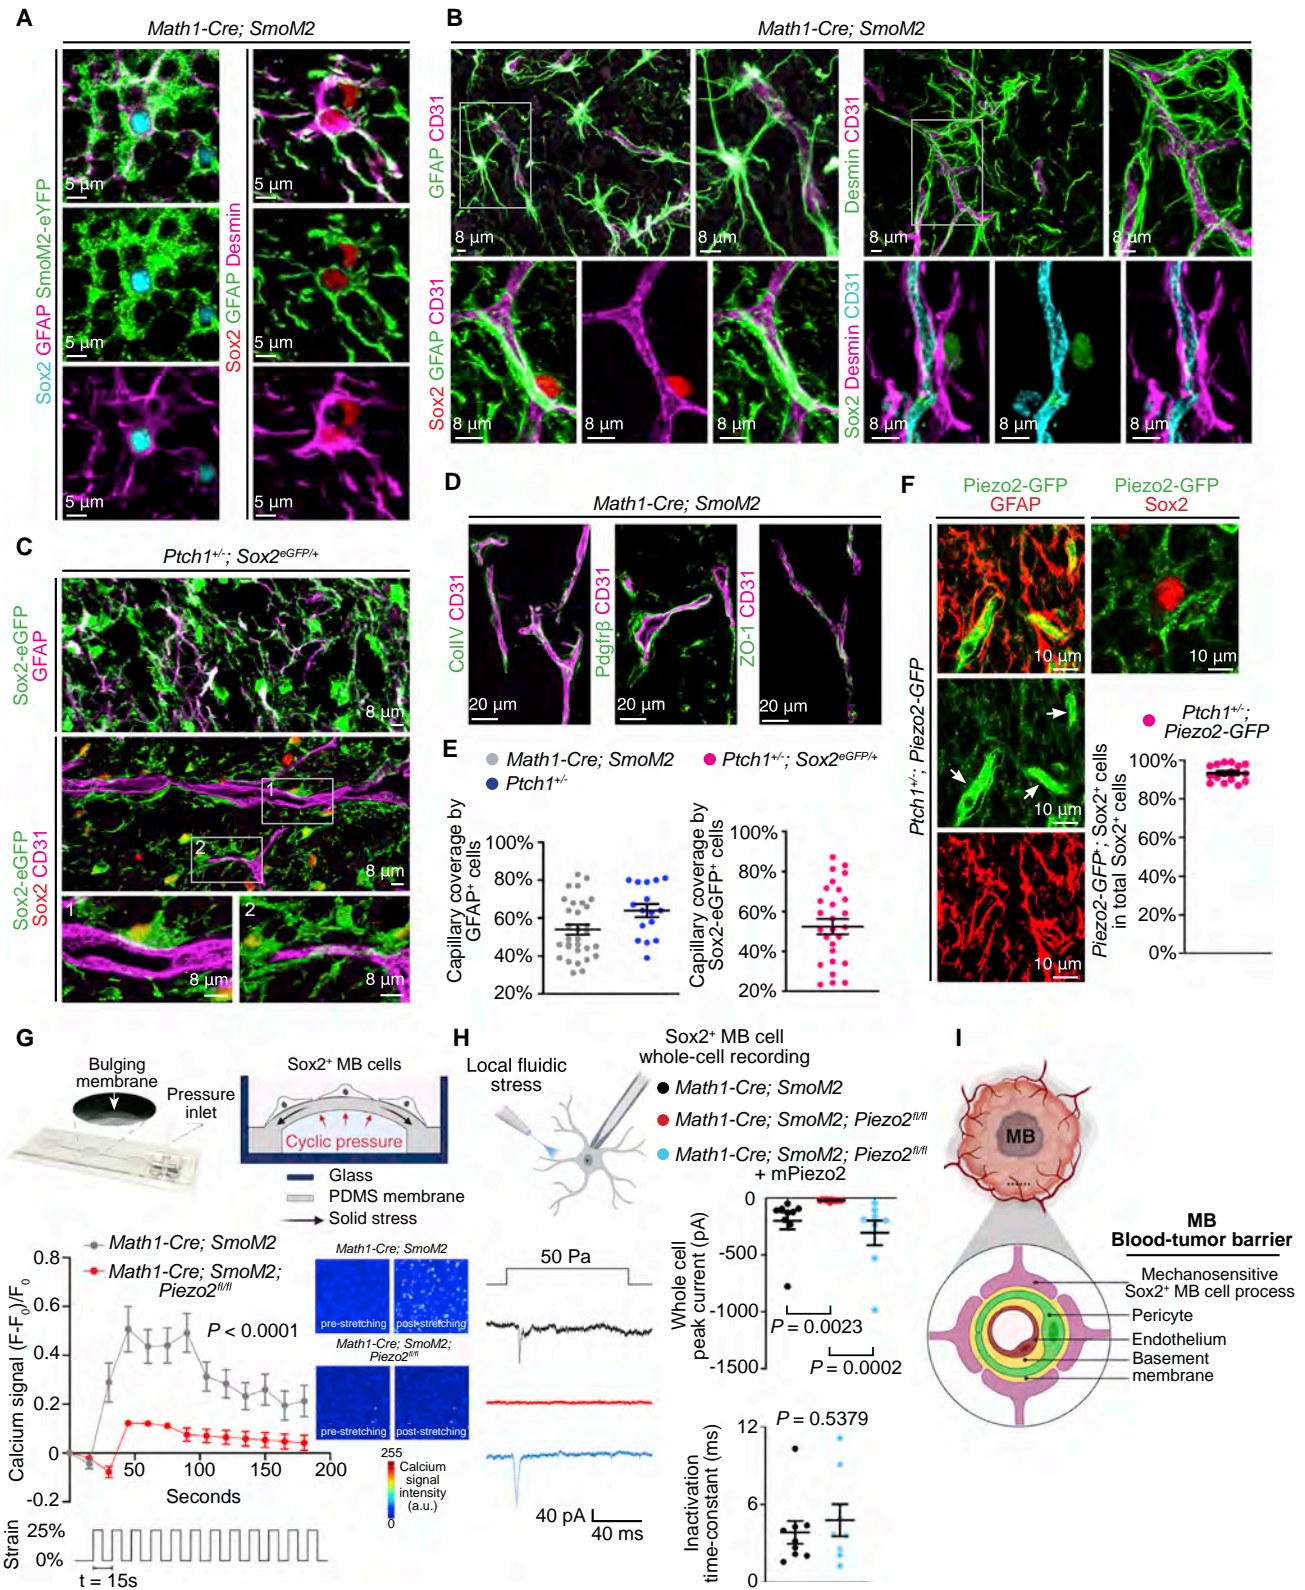 A
Math1-Cre; SmoM2
Sox2 GFAP SmoM2-eYFP
5 µm
5 µm
5 µm
Sox2 GFAP Desmin
5 µm
5 µm
5 µm
B
Math1-Cre; SmoM2
GFAP CD31
8 µm
8 µm
Desmin CD31
8 µm
8 µm
Sox2 GFAP CD31
8 µm
8 µm
8 µm
Sox2 Desmin CD31
8 µm
8 µm
8 µm
C
Ptch1+/-; Sox2eGFP/+
Sox2-eGFP
GFAP
8 µm
Sox2-eGFP
Sox2 CD31
1
2
8 µm
1
8 µm
2
8 µm
D
Math1-Cre; SmoM2
ColIV CD31
20 µm
Pdgfrβ CD31
20 µm
ZO-1 CD31
20 µm
E
Math1-Cre; SmoM2
Ptch1+/-; Sox2eGFP/+
Ptch1+/-
Capillary coverage by
GFAP+ cells
100%
80%
60%
40%
20%
Capillary coverage by
Sox2-eGFP+ cells
100%
80%
60%
40%
20%
F
Piezo2-GFP
GFAP
Piezo2-GFP
Sox2
Ptch1+/-; Piezo2-GFP
10 µm
10 µm
10 µm
10 µm
Ptch1+/-;
Piezo2-GFP
Piezo2-GFP+; Sox2+ cells
in total Sox2+ cells
100%
80%
60%
40%
20%
0%
G
Bulging
membrane
Pressure
inlet
Sox2+ MB cells
Cyclic pressure
Glass
PDMS membrane
Solid stress
Math1-Cre; SmoM2
Math1-Cre; SmoM2;
Piezo2fl/fl
P < 0.0001
Calcium signal (F-F0)/F0
0.8
0.6
0.4
0.2
0
-0.2
50
100
150
200
Seconds
Math1-Cre; SmoM2
pre-stretching
post-stretching
Math1-Cre; SmoM2;
Piezo2fl/fl
pre-stretching
post-stretching
255
Calcium
signal
intensity
(a.u.)
0
Strain
25%
0%
t = 15s
H
Local fluidic
stress
Sox2+ MB cell
whole-cell recording
Math1-Cre; SmoM2
Math1-Cre; SmoM2; Piezo2fl/fl
Math1-Cre; SmoM2; Piezo2fl/fl
+ mPiezo2
50 Pa
40 pA
40 ms
Whole cell
peak current (pA)
0
-500
-1000
-1500
P = 0.0023
P = 0.0002
P = 0.5379
Inactivation
time-constant (ms)
12
6
0
I
MB
MB
Blood-tumor barrier
Mechanosensitive
Sox2+ MB cell process
Pericyte
Endothelium
Basement
membrane